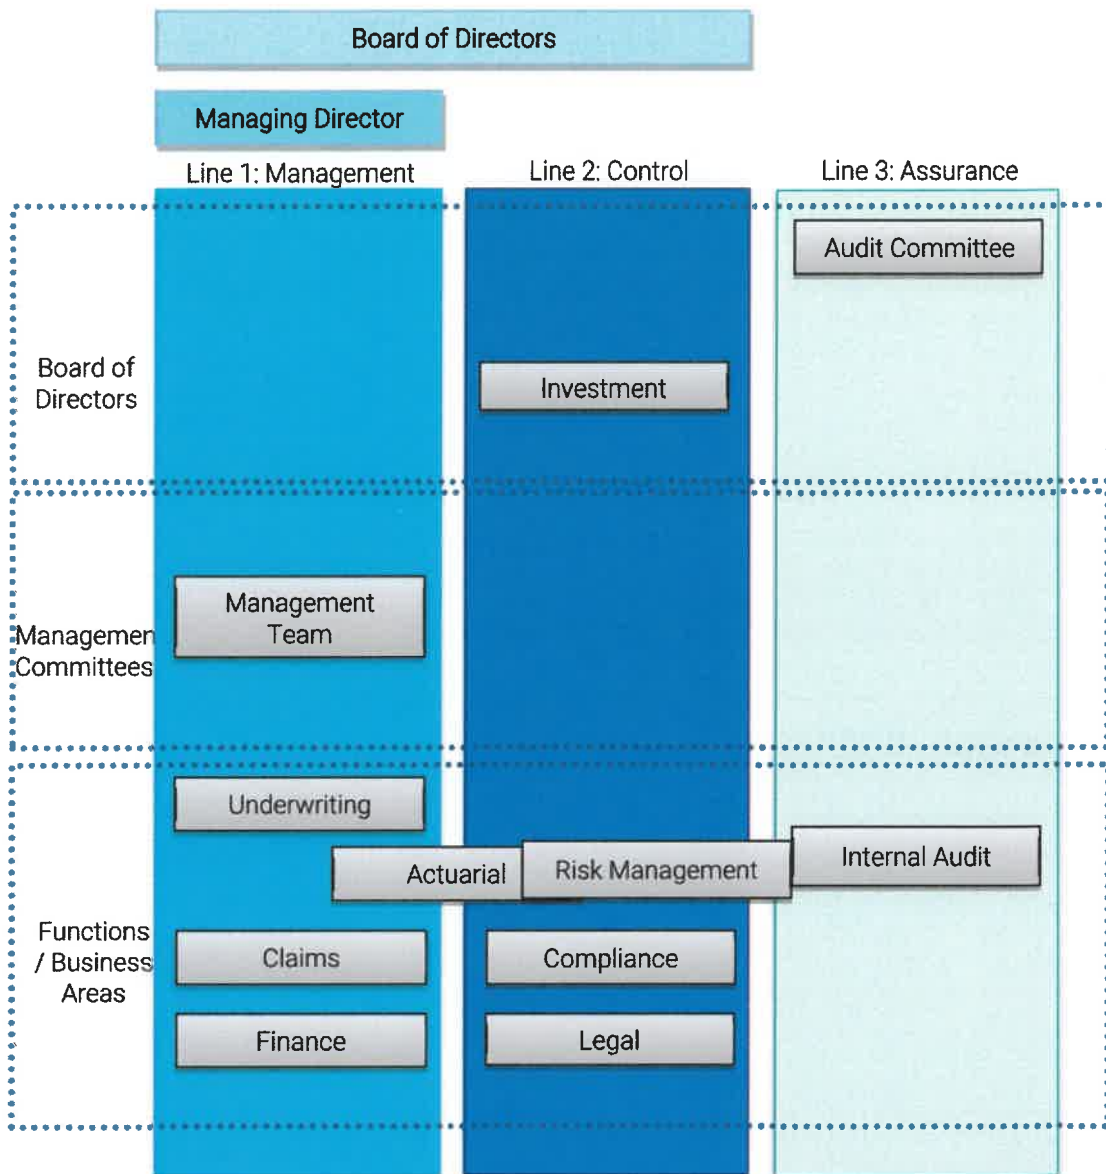 Board of Directors
Managing Director
Line 1: Management
Line 2: Control
Line 3: Assurance
Audit Committee
Board of
Directors
Investment
Management
Team
Managemen
Committees
Underwriting
Actuarial
Risk Management
Internal Audit
Functions
/ Business
Areas
Claims
Compliance
Finance
Legal